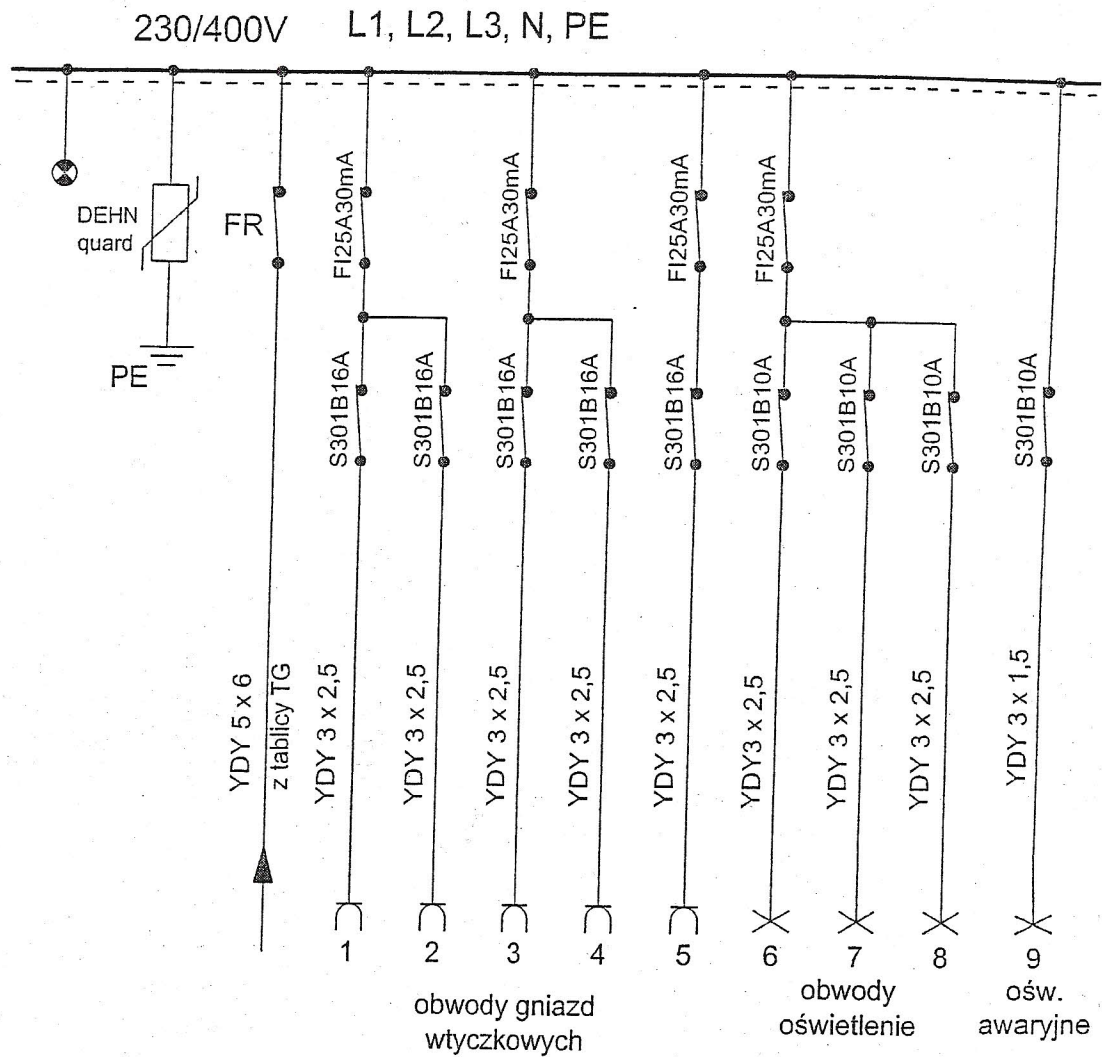 230/400V L1, L2, L3, N, PE
DEHN
quard
PE
FR
FI25A30mA
FI25A30mA
FI25A30mA
FI25A30mA
S301B16A
S301B16A
S301B16A
S301B16A
S301B16A
S301B10A
S301B10A
S301B10A
S301B10A
YDY 5 x 6
z tablicy TG
YDY 3 x 2,5
YDY 3 x 2,5
YDY 3 x 2,5
YDY 3 x 2,5
YDY 3 x 2,5
YDY3 x 2,5
YDY 3 x 2,5
YDY 3 x 2,5
YDY 3 x 1,5
1 2 3 4 5 6 7 8 9
obwody gniazd
wtyczkowych
obwody
oświetlenie
ośw.
awaryjne